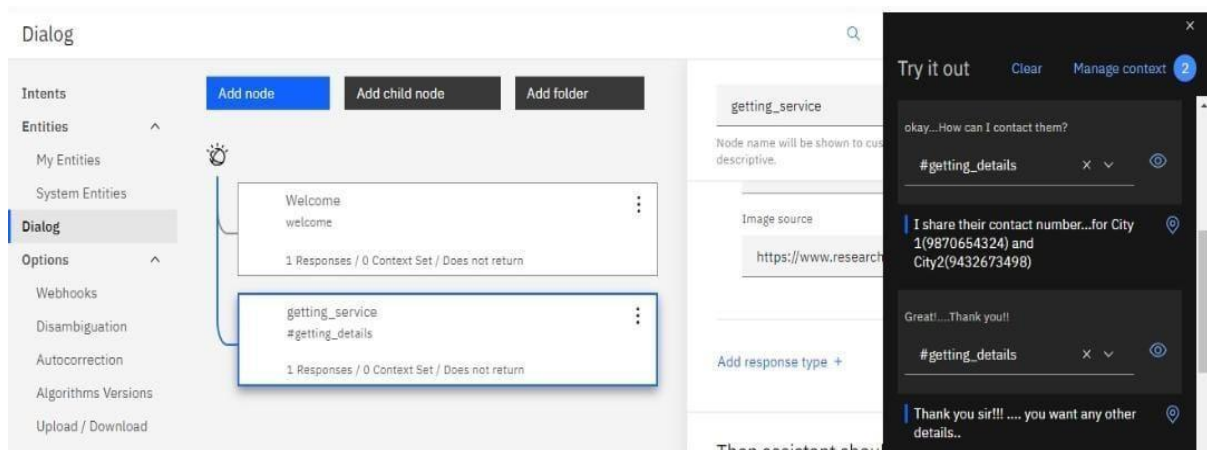 Dialog
Intents
Entities
My Entities
System Entities
Dialog
Options
Webhooks
Disambiguation
Autocorrection
Algorithms Versions
Upload / Download
Add node
Add child node
Add folder
Welcome
welcome
1 Responses / 0 Context Set / Does not return
getting_service
#getting_details
1 Responses / 0 Context Set / Does not return
getting_service
Node name will be shown to cus
descriptive.
Image source
https://www.research
Add response type +
Then assistant shoul
Try it out
Clear
Manage context 2
okay...How can I contact them?
#getting_details
I share their contact number...for City
1(9870654324) and
City2(9432673498)
Great!....Thank you!!
#getting_details
Thank you sir!!! .... you want any other
details..